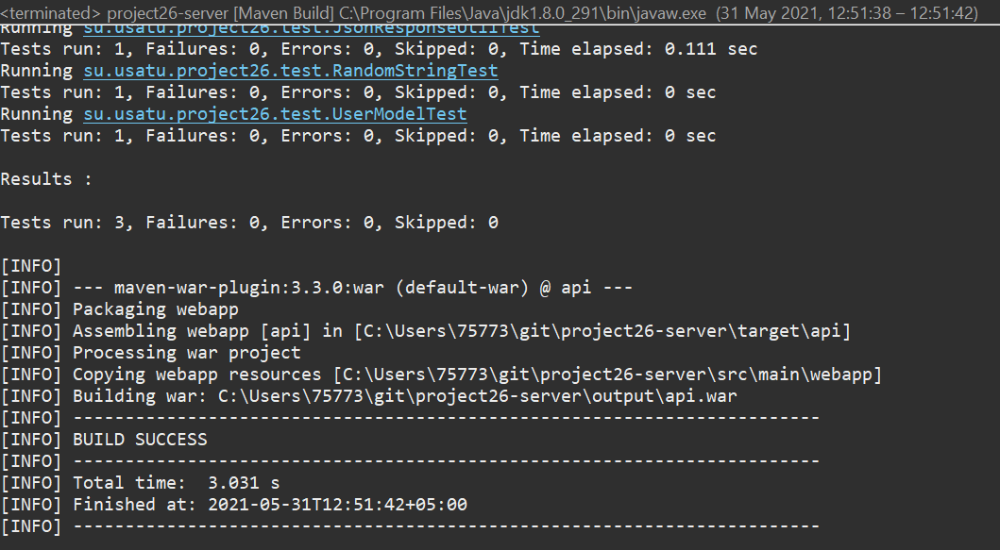 <terminated> project26-server [Maven Build] C:\Program Files\Java\jdk1.8.0_291\bin\javaw.exe (31 May 2021, 12:51:38 – 12:51:42)
Running su.usatu.project26.test.JsonResponseUtilTest
Tests run: 1, Failures: 0, Errors: 0, Skipped: 0, Time elapsed: 0.111 sec
Running su.usatu.project26.test.RandomStringTest
Tests run: 1, Failures: 0, Errors: 0, Skipped: 0, Time elapsed: 0 sec
Running su.usatu.project26.test.UserModelTest
Tests run: 1, Failures: 0, Errors: 0, Skipped: 0, Time elapsed: 0 sec
Results :
Tests run: 3, Failures: 0, Errors: 0, Skipped: 0
[INFO]
[INFO] --- maven-war-plugin:3.3.0:war (default-war) @ api ---
[INFO] Packaging webapp
[INFO] Assembling webapp [api] in [C:\Users\75773\git\project26-server\target\api]
[INFO] Processing war project
[INFO] Copying webapp resources [C:\Users\75773\git\project26-server\src\main\webapp]
[INFO] Building war: C:\Users\75773\git\project26-server\output\api.war
[INFO] ------------------------------------------------------------------------
[INFO] BUILD SUCCESS
[INFO] ------------------------------------------------------------------------
[INFO] Total time:  3.031 s
[INFO] Finished at: 2021-05-31T12:51:42+05:00
[INFO] ------------------------------------------------------------------------